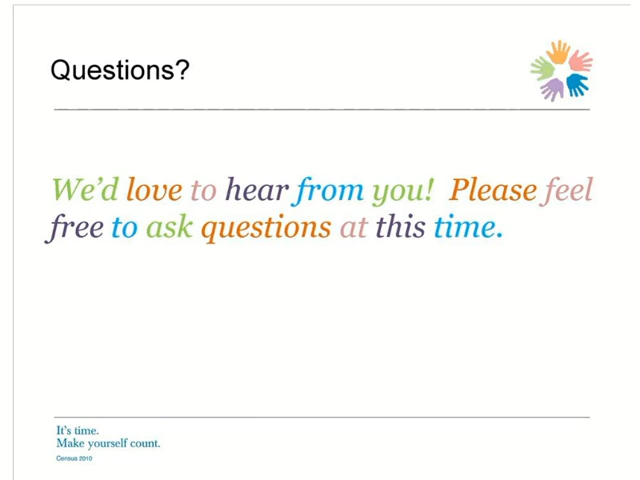 Questions?
We’d love to hear from you!  Please feel
free to ask questions at this time.
It’s time.
Make yourself count.
Census 2010